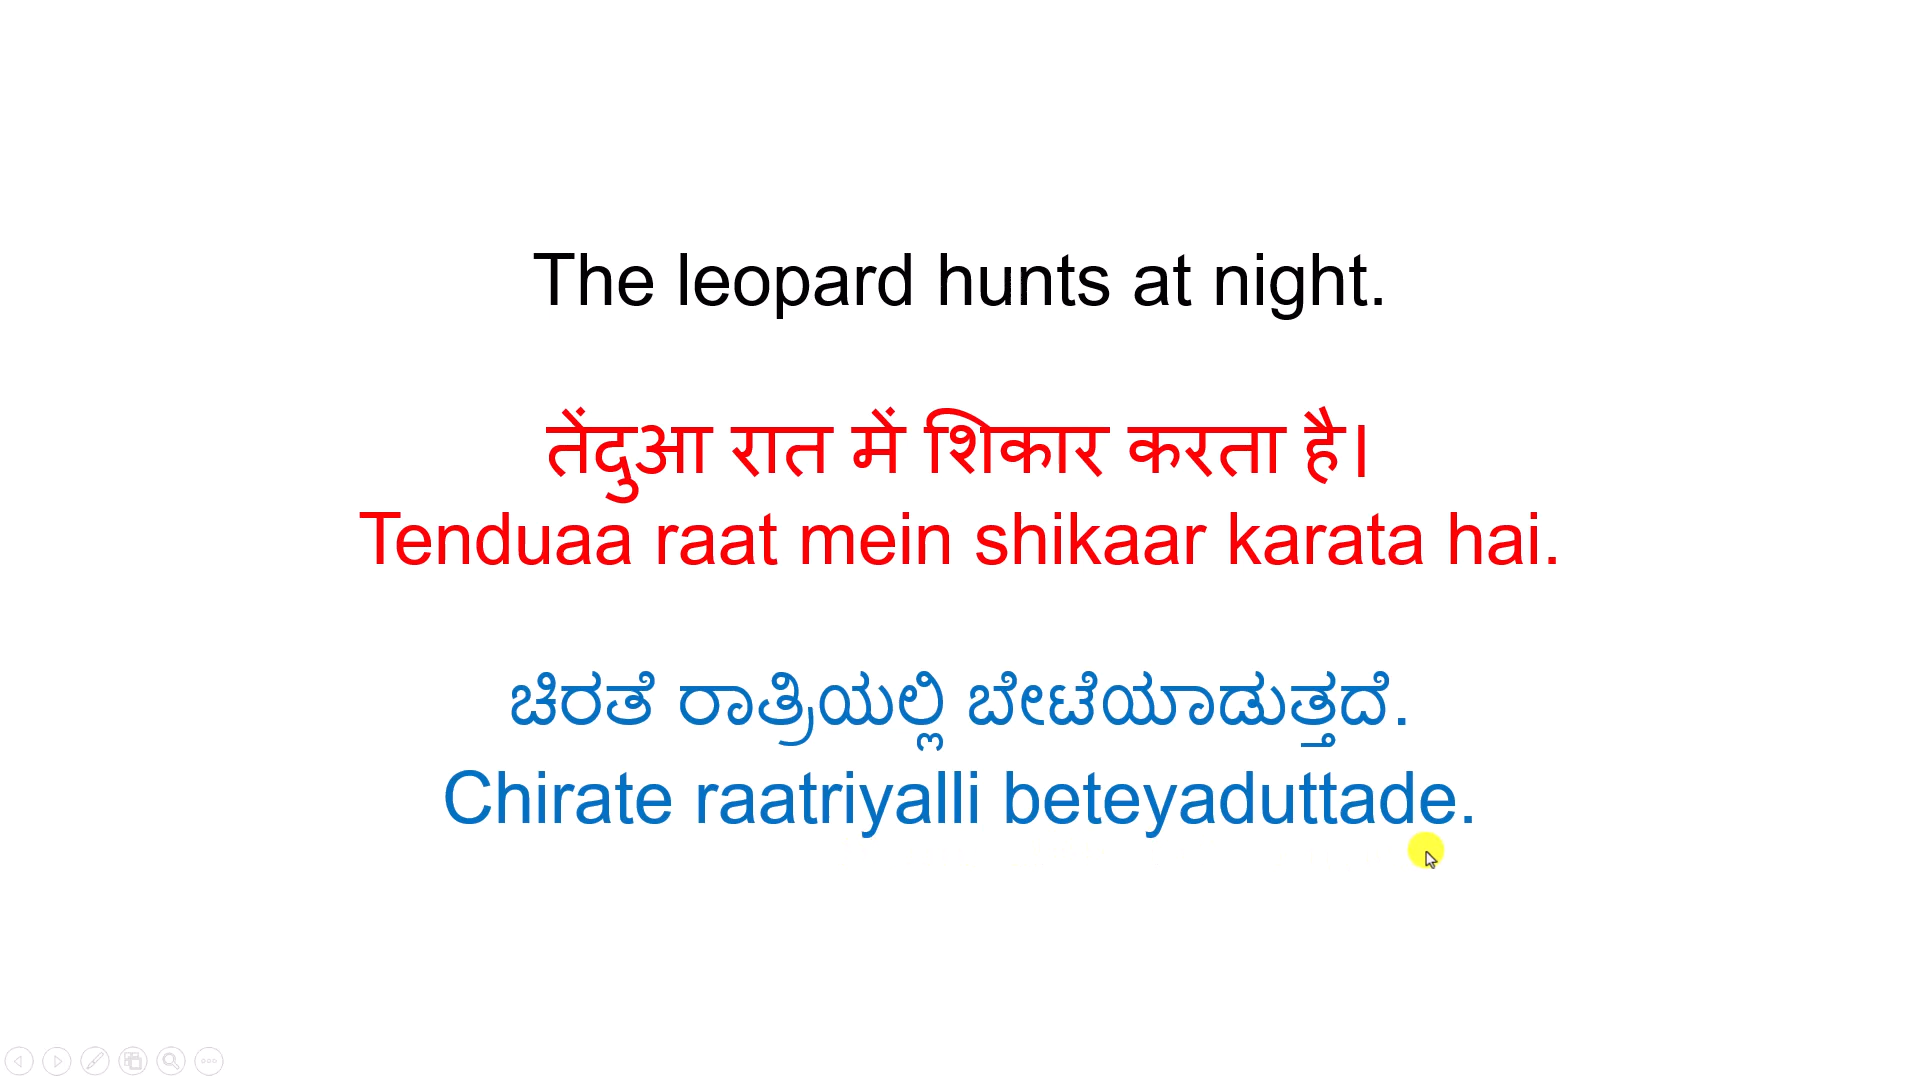 The leopard hunts at night.
तेंदुआ रात में शिकार करता है।
Tenduaa raat mein shikaar karata hai.
ಚಿರತೆ ರಾತ್ರಿಯಲ್ಲಿ ಬೇಟೆಯಾಡುತ್ತದೆ.
Chirate raatriyalli beteyaduttade.